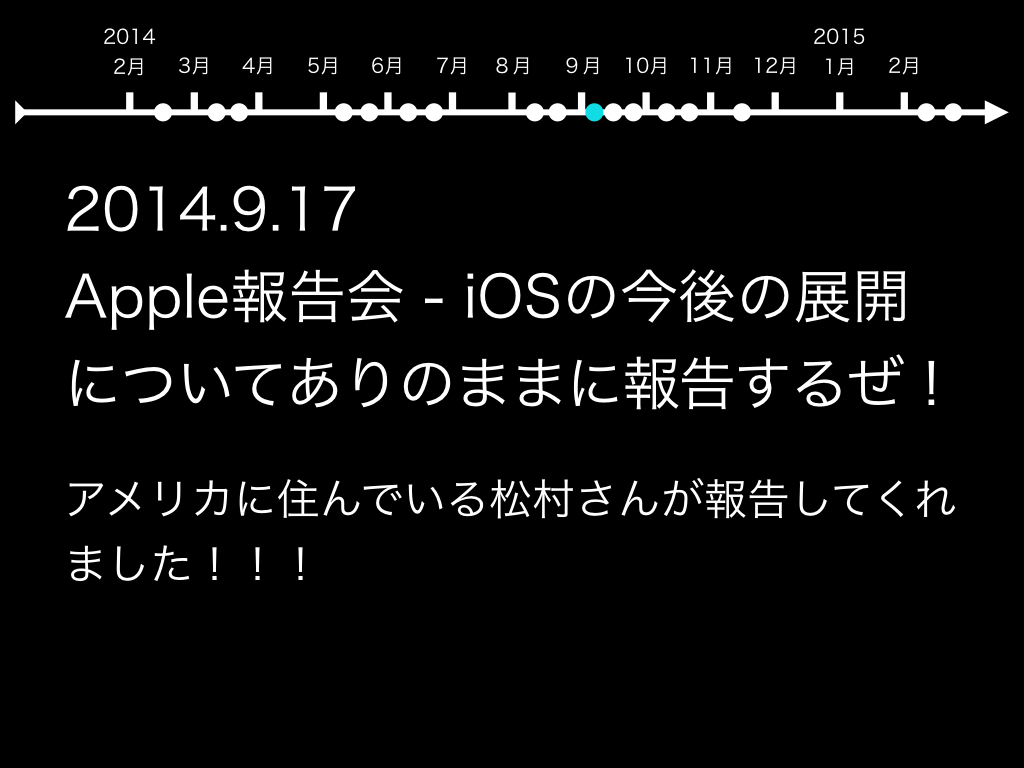 2014 2015
2月 3月 4月 5月 6月 7月 8月 9月 10月 11月 12月 1月 2月
2014.9.17
Apple報告会 - iOSの今後の展開
についてありのままに報告するぜ！
アメリカに住んでいる松村さんが報告してくれ
ました！！！